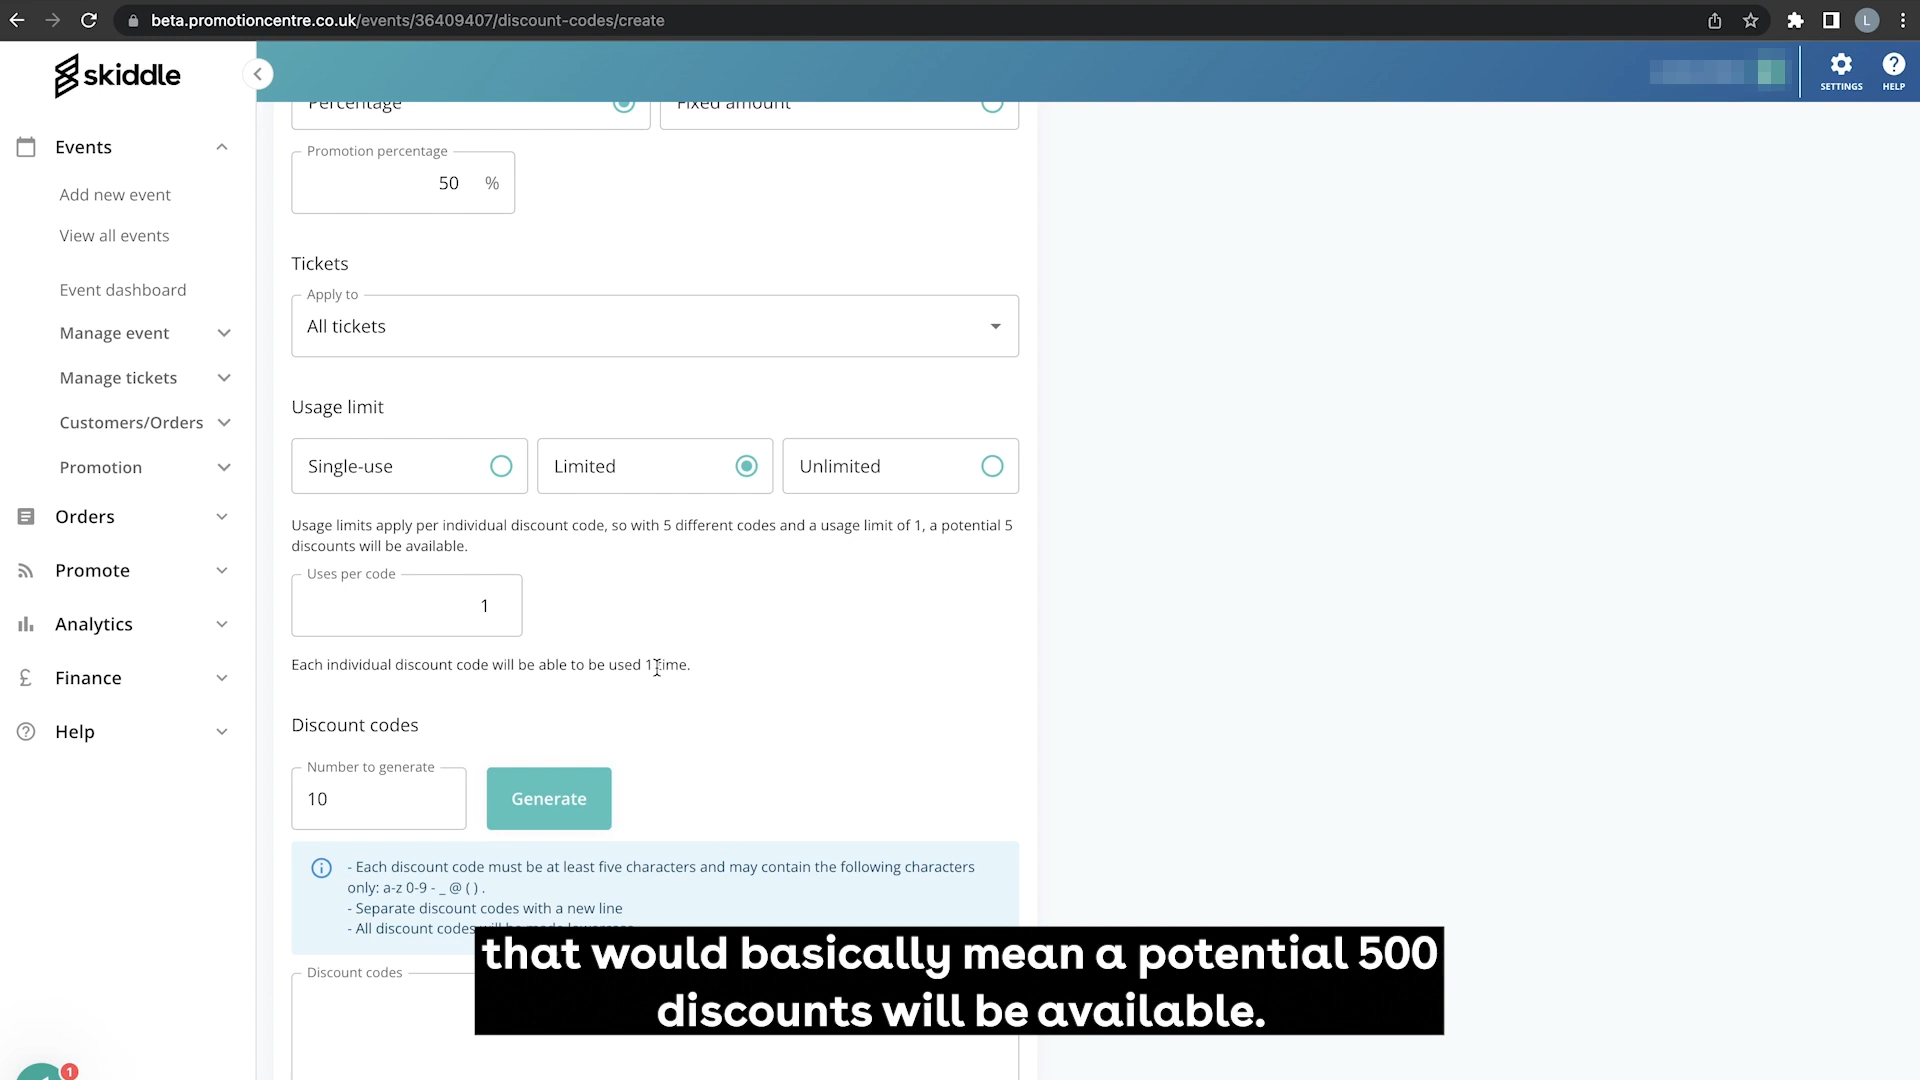 beta.promotioncentre.co.uk/events/36409407/discount-codes/create
L
skiddle
SETTINGS
HELP
Events
Add new event
View all events
Event dashboard
Manage event
Manage tickets
Customers/Orders
Promotion
Orders
Promote
Analytics
Finance
Help
1
Percentage
Fixed amount
Promotion percentage
50 %
Tickets
Apply to
All tickets
Usage limit
Single-use
Limited
Unlimited
Usage limits apply per individual discount code, so with 5 different codes and a usage limit of 1, a potential 5
discounts will be available.
Uses per code
1
Each individual discount code will be able to be used 1 time.
Discount codes
Number to generate
10
Generate
- Each discount code must be at least five characters and may contain the following characters
only: a-z 0-9 - _ @ ( ) .
- Separate discount codes with a new line
- All discount codes will be made lowercase
Discount codes
that would basically mean a potential 500
discounts will be available.